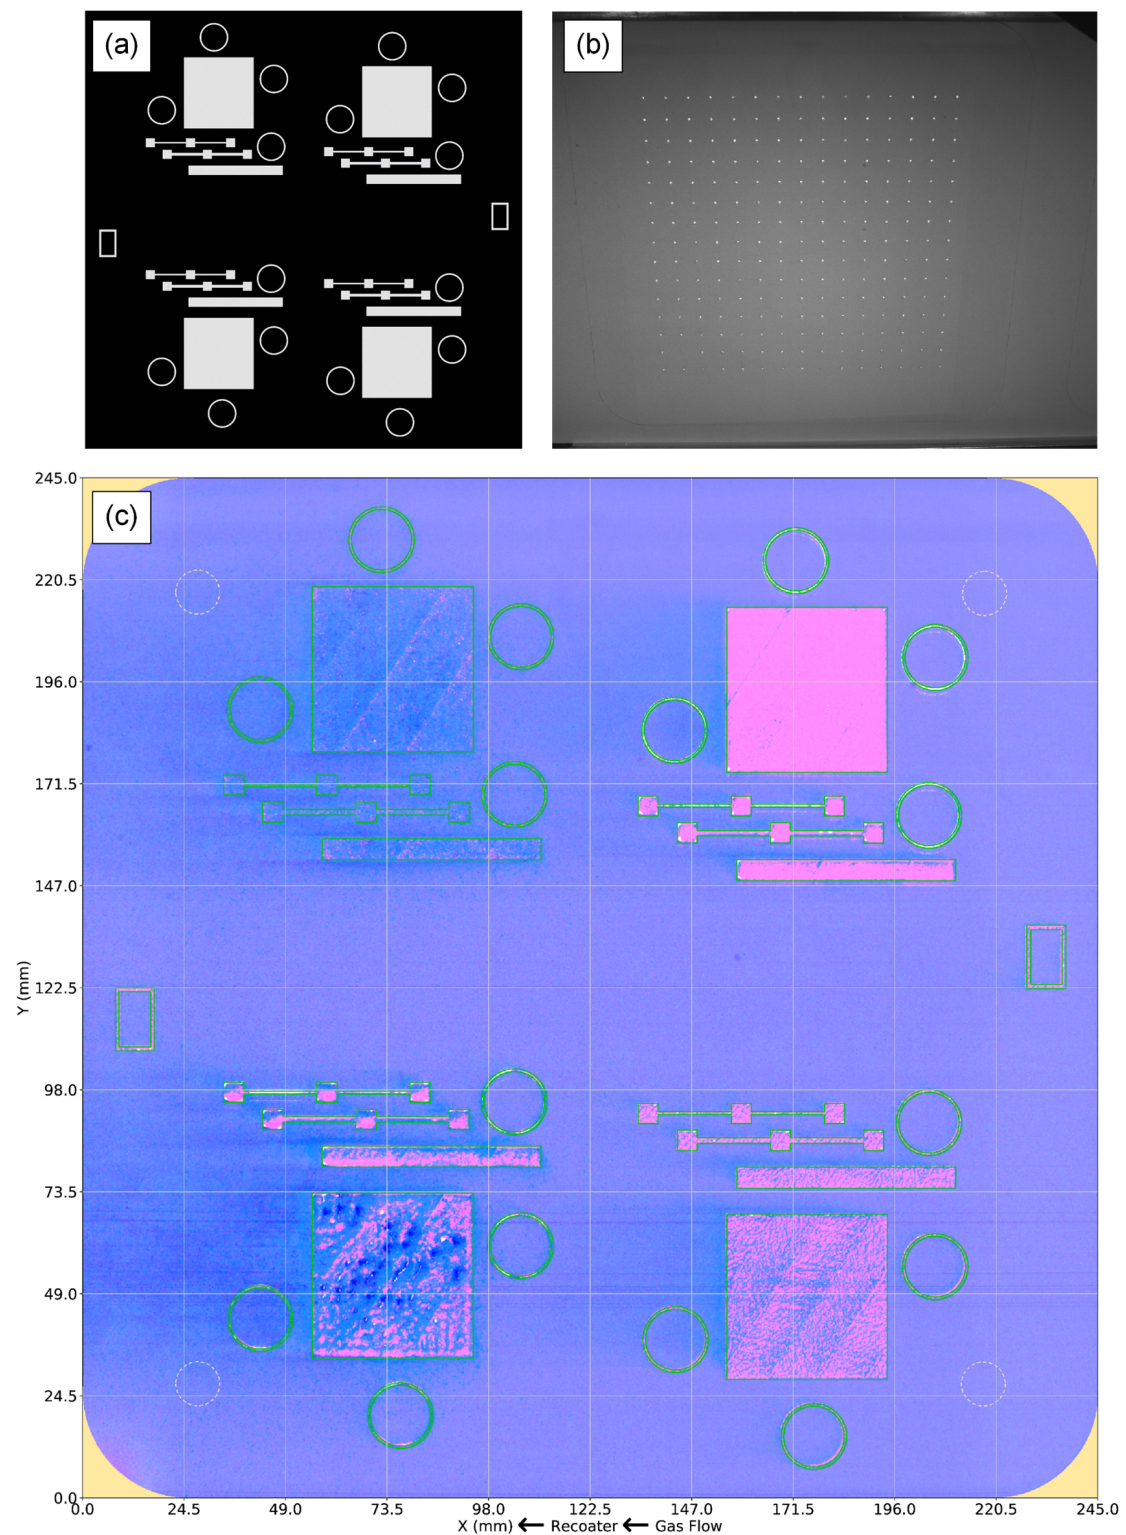 (a)
(b)
(c)
245.0
220.5
196.0
171.5
147.0
122.5
98.0
73.5
49.0
24.5
0.0
Y (mm)
0.0 24.5 49.0 73.5 98.0 122.5 147.0 171.5 196.0 220.5 245.0
X (mm) ← Recoater ← Gas Flow